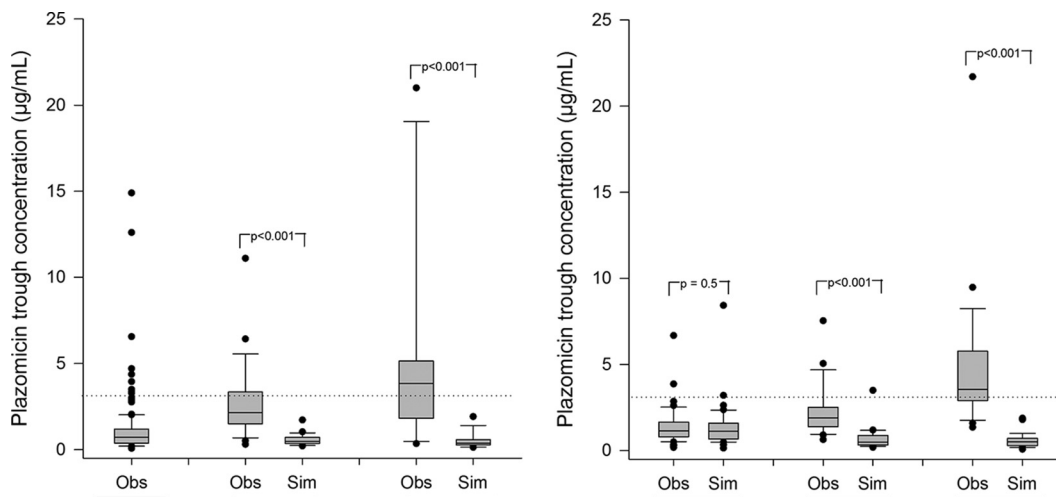 Plazomicin trough concentration (µg/mL)
25
20
15
10
5
0
p<0.001
p<0.001
Obs
Obs
Sim
Obs
Sim
Plazomicin trough concentration (µg/mL)
25
20
15
10
5
0
p = 0.5
p<0.001
p<0.001
Obs
Sim
Obs
Sim
Obs
Sim